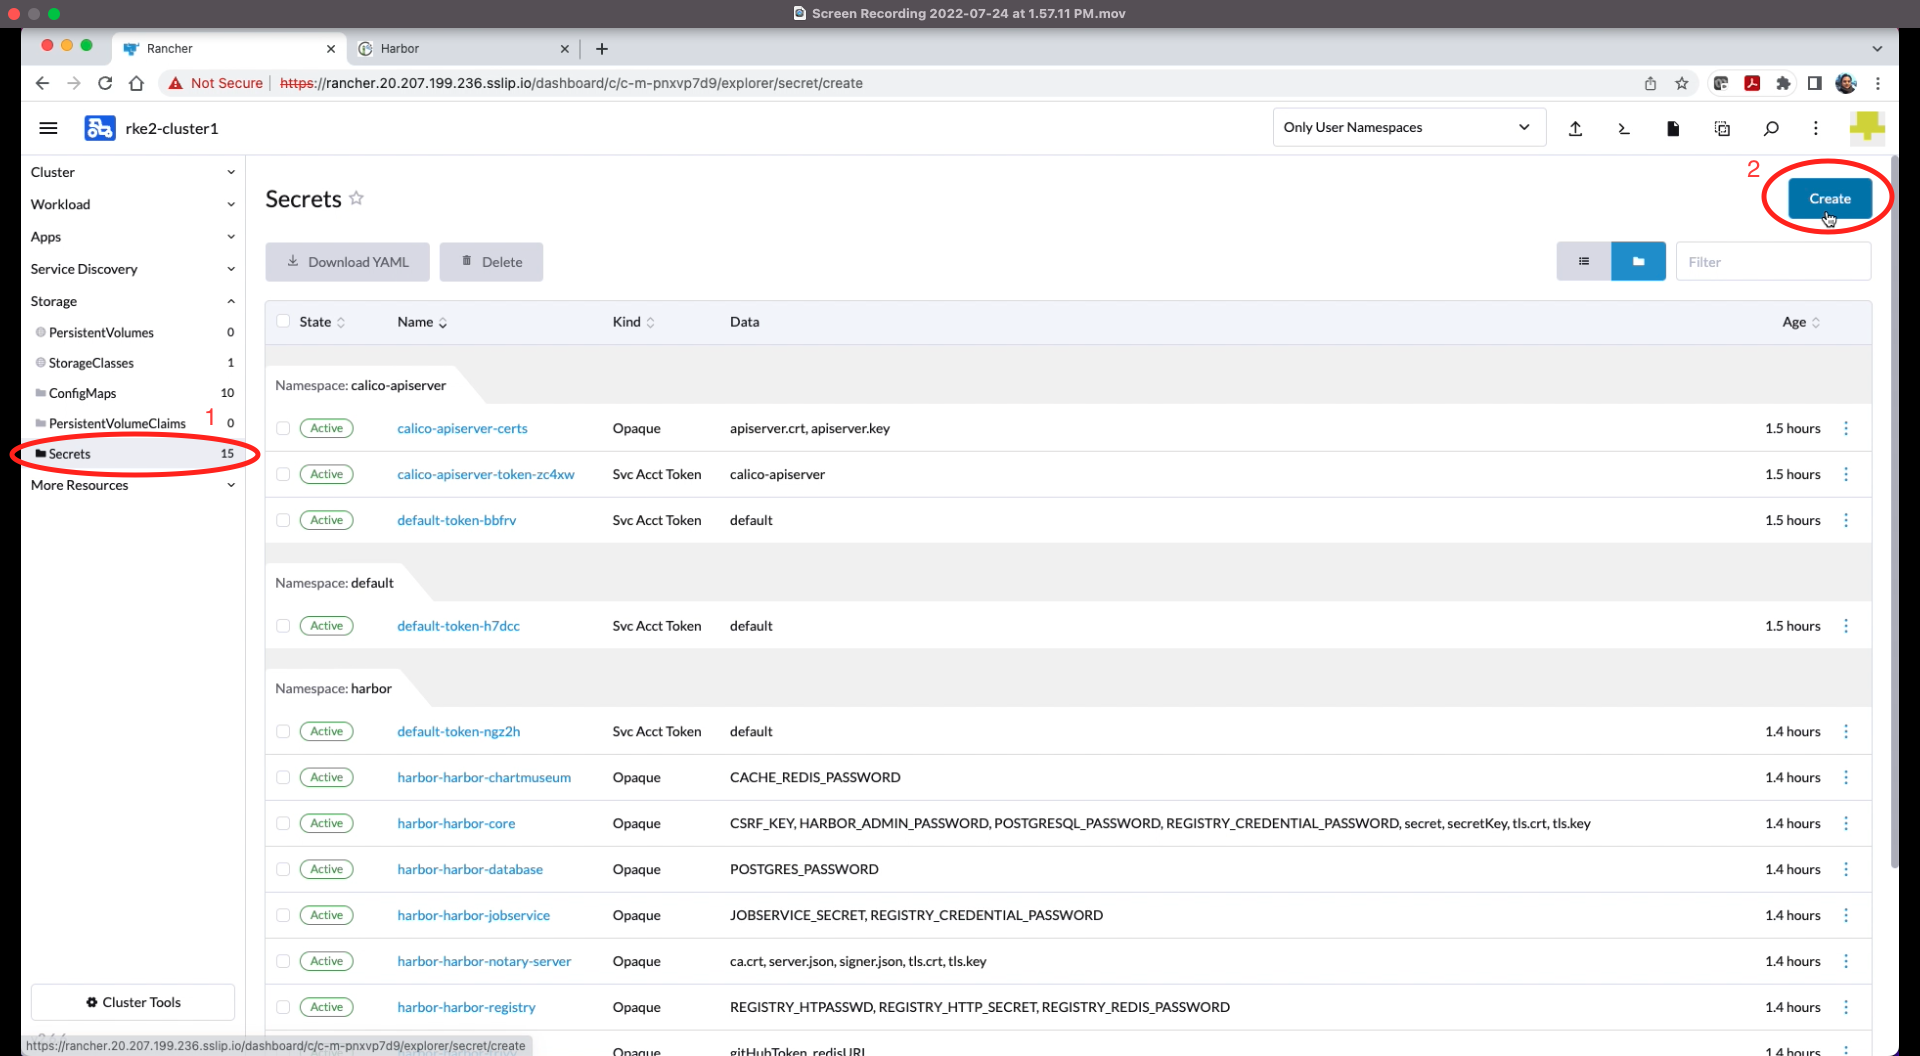 Screen Recording 2022-07-24 at 1.57.11 PM.mov
Rancher
Harbor
Not Secure
https://rancher.20.207.199.236.sslip.io/dashboard/c/c-m-pnxvp7d9/explorer/secret/create
rke2-cluster1
Only User Namespaces
Cluster
Workload
Apps
Service Discovery
Storage
PersistentVolumes 0
StorageClasses 1
ConfigMaps 10
PersistentVolumeClaims 1 0
Secrets 15
More Resources
Cluster Tools
https://rancher.20.207.199.236.sslip.io/dashboard/c/c-m-pnxvp7d9/explorer/secret/create
Secrets
2
Create
Download YAML
Delete
Filter
State Name Kind Data Age
Namespace: calico-apiserver
Active calico-apiserver-certs Opaque apiserver.crt, apiserver.key 1.5 hours
Active calico-apiserver-token-zc4xw Svc Acct Token calico-apiserver 1.5 hours
Active default-token-bbfrv Svc Acct Token default 1.5 hours
Namespace: default
Active default-token-h7dcc Svc Acct Token default 1.5 hours
Namespace: harbor
Active default-token-ngz2h Svc Acct Token default 1.4 hours
Active harbor-harbor-chartmuseum Opaque CACHE_REDIS_PASSWORD 1.4 hours
Active harbor-harbor-core Opaque CSRF_KEY, HARBOR_ADMIN_PASSWORD, POSTGRESQL_PASSWORD, REGISTRY_CREDENTIAL_PASSWORD, secret, secretKey, tls.crt, tls.key 1.4 hours
Active harbor-harbor-database Opaque POSTGRES_PASSWORD 1.4 hours
Active harbor-harbor-jobservice Opaque JOBSERVICE_SECRET, REGISTRY_CREDENTIAL_PASSWORD 1.4 hours
Active harbor-harbor-notary-server Opaque ca.crt, server.json, signer.json, tls.crt, tls.key 1.4 hours
Active harbor-harbor-registry Opaque REGISTRY_HTPASSWD, REGISTRY_HTTP_SECRET, REGISTRY_REDIS_PASSWORD 1.4 hours
Opaque gitHubToken, redisURL 1.4 hours